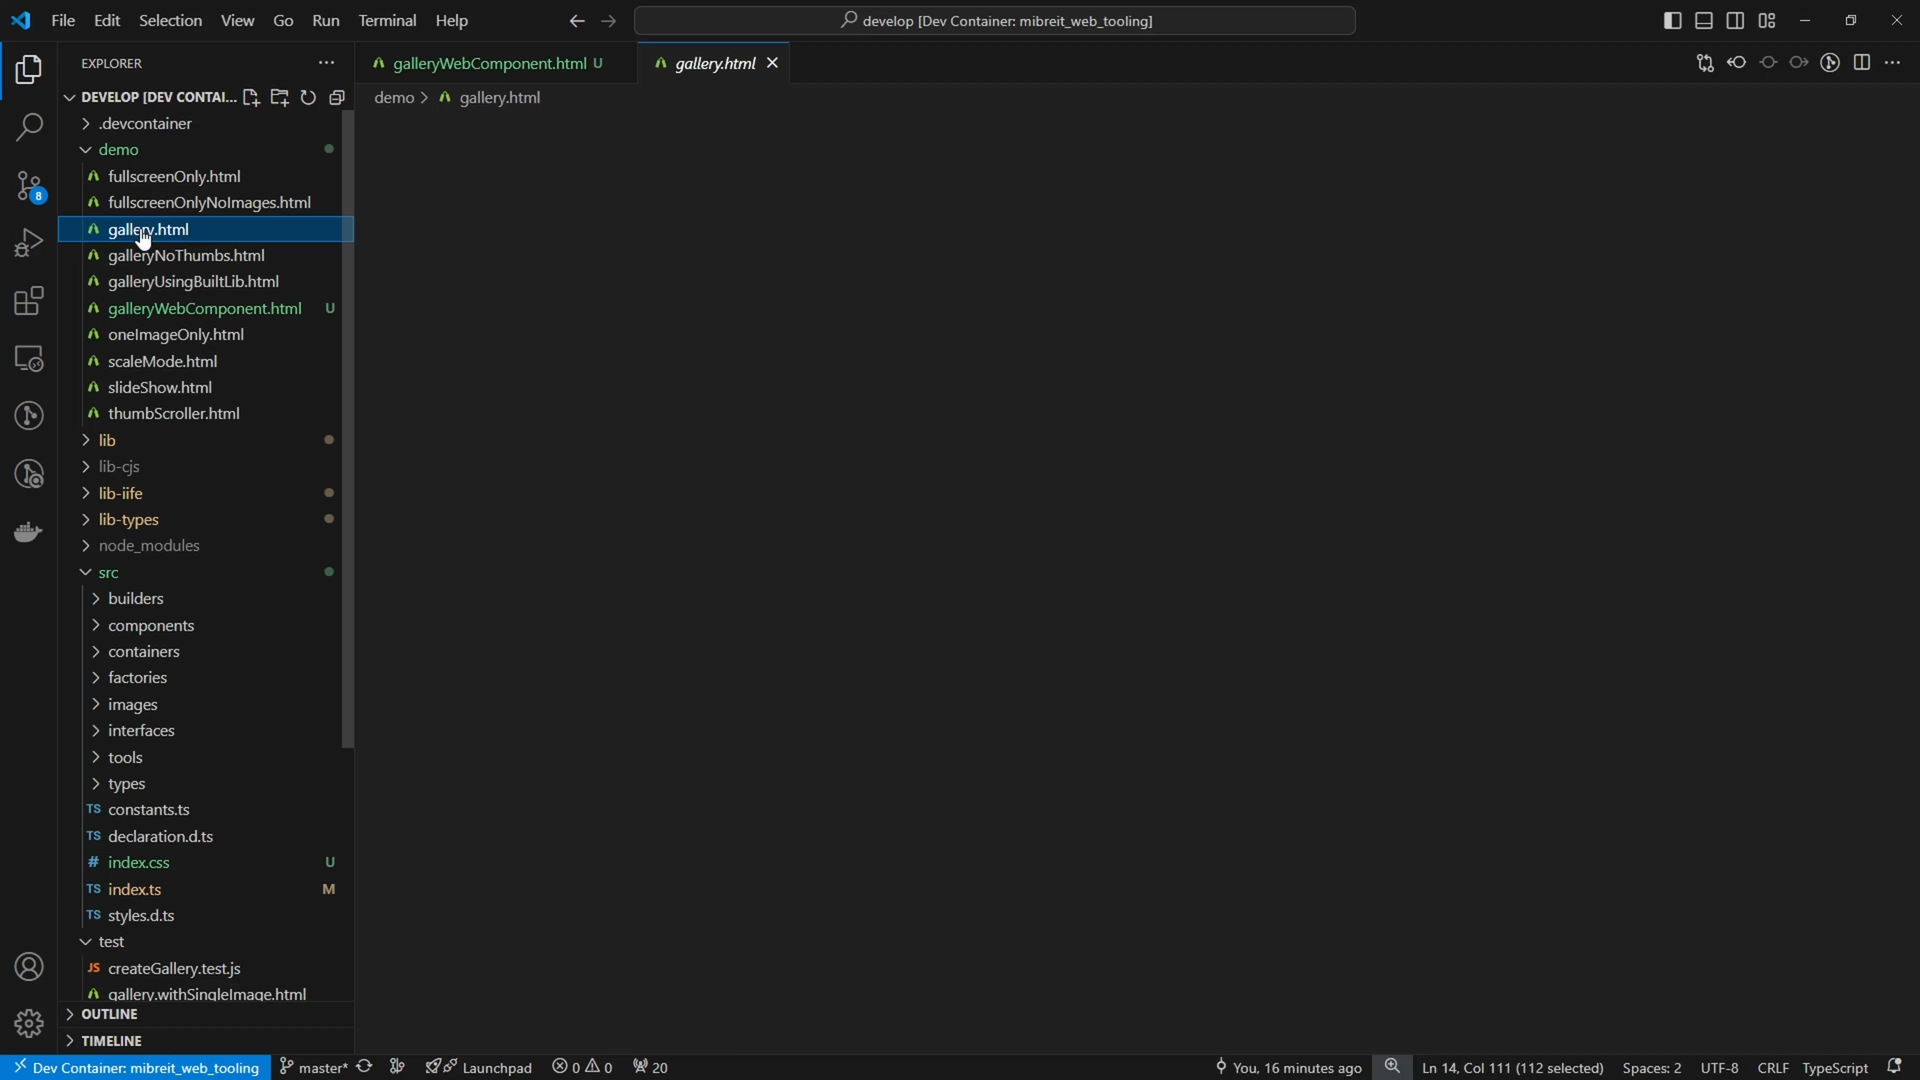 File Edit Selection View Go Run Terminal Help
develop [Dev Container: mibreit_web_tooling]
EXPLORER
galleryWebComponent.html U
gallery.html
DEVELOP [DEV CONTAI...
demo > gallery.html
.devcontainer
demo
fullscreenOnly.html
fullscreenOnlyNoImages.html
gallery.html
galleryNoThumbs.html
galleryUsingBuiltLib.html
galleryWebComponent.html U
oneImageOnly.html
scaleMode.html
slideShow.html
thumbScroller.html
lib
lib-cjs
lib-iife
lib-types
node_modules
src
builders
components
containers
factories
images
interfaces
tools
types
TS constants.ts
TS declaration.d.ts
# index.css U
TS index.ts M
TS styles.d.ts
test
JS createGallery.test.js
gallery.withSingleImage.html
OUTLINE
TIMELINE
8
Dev Container: mibreit_web_tooling master* Launchpad 0 0 20 You, 16 minutes ago Ln 14, Col 111 (112 selected) Spaces: 2 UTF-8 CRLF TypeScript